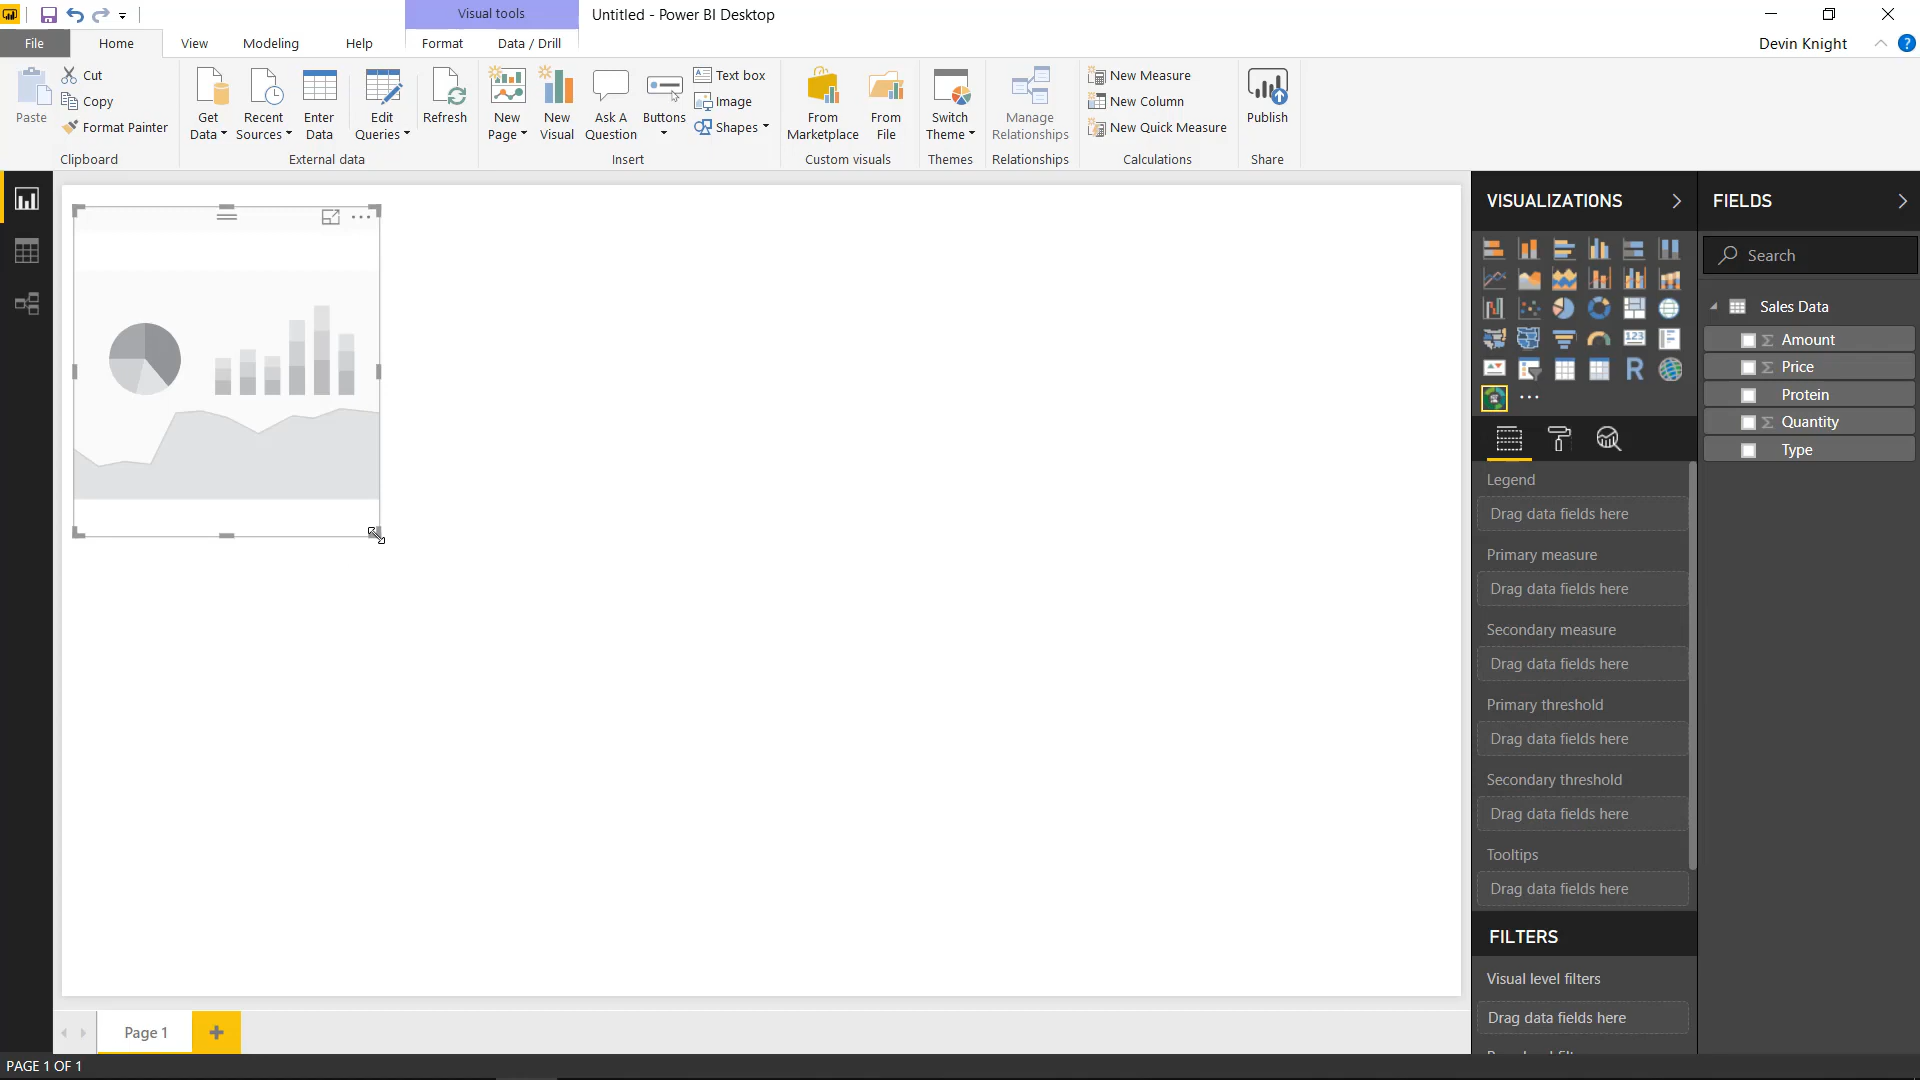 Visual tools
Untitled - Power BI Desktop
File
Home
View
Modeling
Help
Format
Data / Drill
Devin Knight
?
Paste
Cut
Copy
Format Painter
Clipboard
Get Data
Recent Sources
Enter Data
Edit Queries
Refresh
External data
New Page
New Visual
Ask A Question
Buttons
Text box
Image
Shapes
Insert
From Marketplace
From File
Custom visuals
Switch Theme
Themes
Manage Relationships
Relationships
New Measure
New Column
New Quick Measure
Calculations
Publish
Share
VISUALIZATIONS
123
R
Legend
Drag data fields here
Primary measure
Drag data fields here
Secondary measure
Drag data fields here
Primary threshold
Drag data fields here
Secondary threshold
Drag data fields here
Tooltips
Drag data fields here
FILTERS
Visual level filters
Drag data fields here
FIELDS
Search
Sales Data
Σ Amount
Σ Price
Protein
Σ Quantity
Type
Page 1
PAGE 1 OF 1